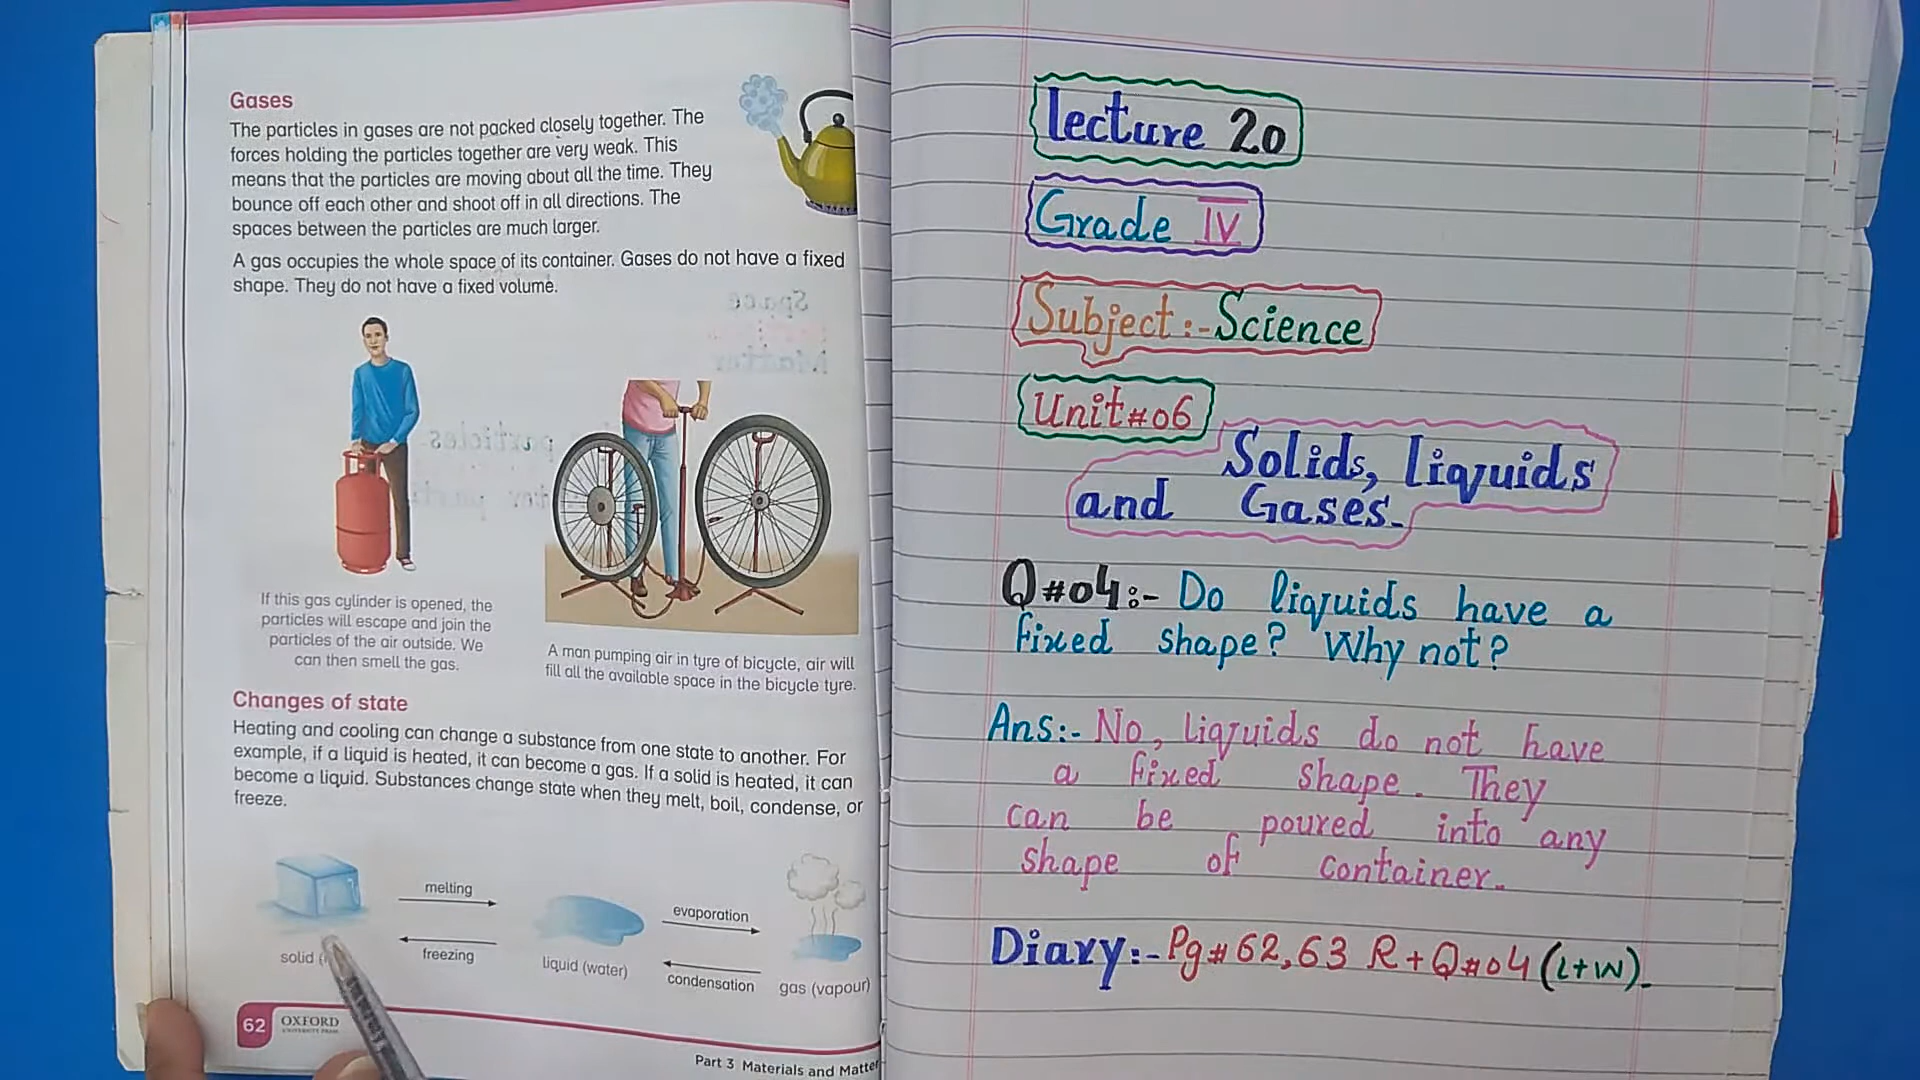 Gases
The particles in gases are not packed closely together. The
forces holding the particles together are very weak. This
means that the particles are moving about all the time. They
bounce off each other and shoot off in all directions. The
spaces between the particles are much larger.
A gas occupies the whole space of its container. Gases do not have a fixed
shape. They do not have a fixed volume.
If this gas cylinder is opened, the
particles will escape and join the
particles of the air outside. We
can then smell the gas.
A man pumping air in tyre of bicycle, air will
fill all the available space in the bicycle tyre.
Changes of state
Heating and cooling can change a substance from one state to another. For
example, if a liquid is heated, it can become a gas. If a solid is heated, it can
become a liquid. Substances change state when they melt, boil, condense, or
freeze.
melting
evaporation
solid
freezing
liquid (water)
condensation
gas (vapour)
62
OXFORD
UNIVERSITY PRESS
Part 3 Materials and Matter
lecture 20
Grade IV
Subject:-Science
Unit#06
Solids, liquids
and Gases.
Q#04:- Do liquids have a
fixed shape? Why not?
Ans:- No, liquids do not have
a fixed shape. They
can be poured into any
shape of container.
Diary:- Pg# 62,63 R+Q#04 (L+W).